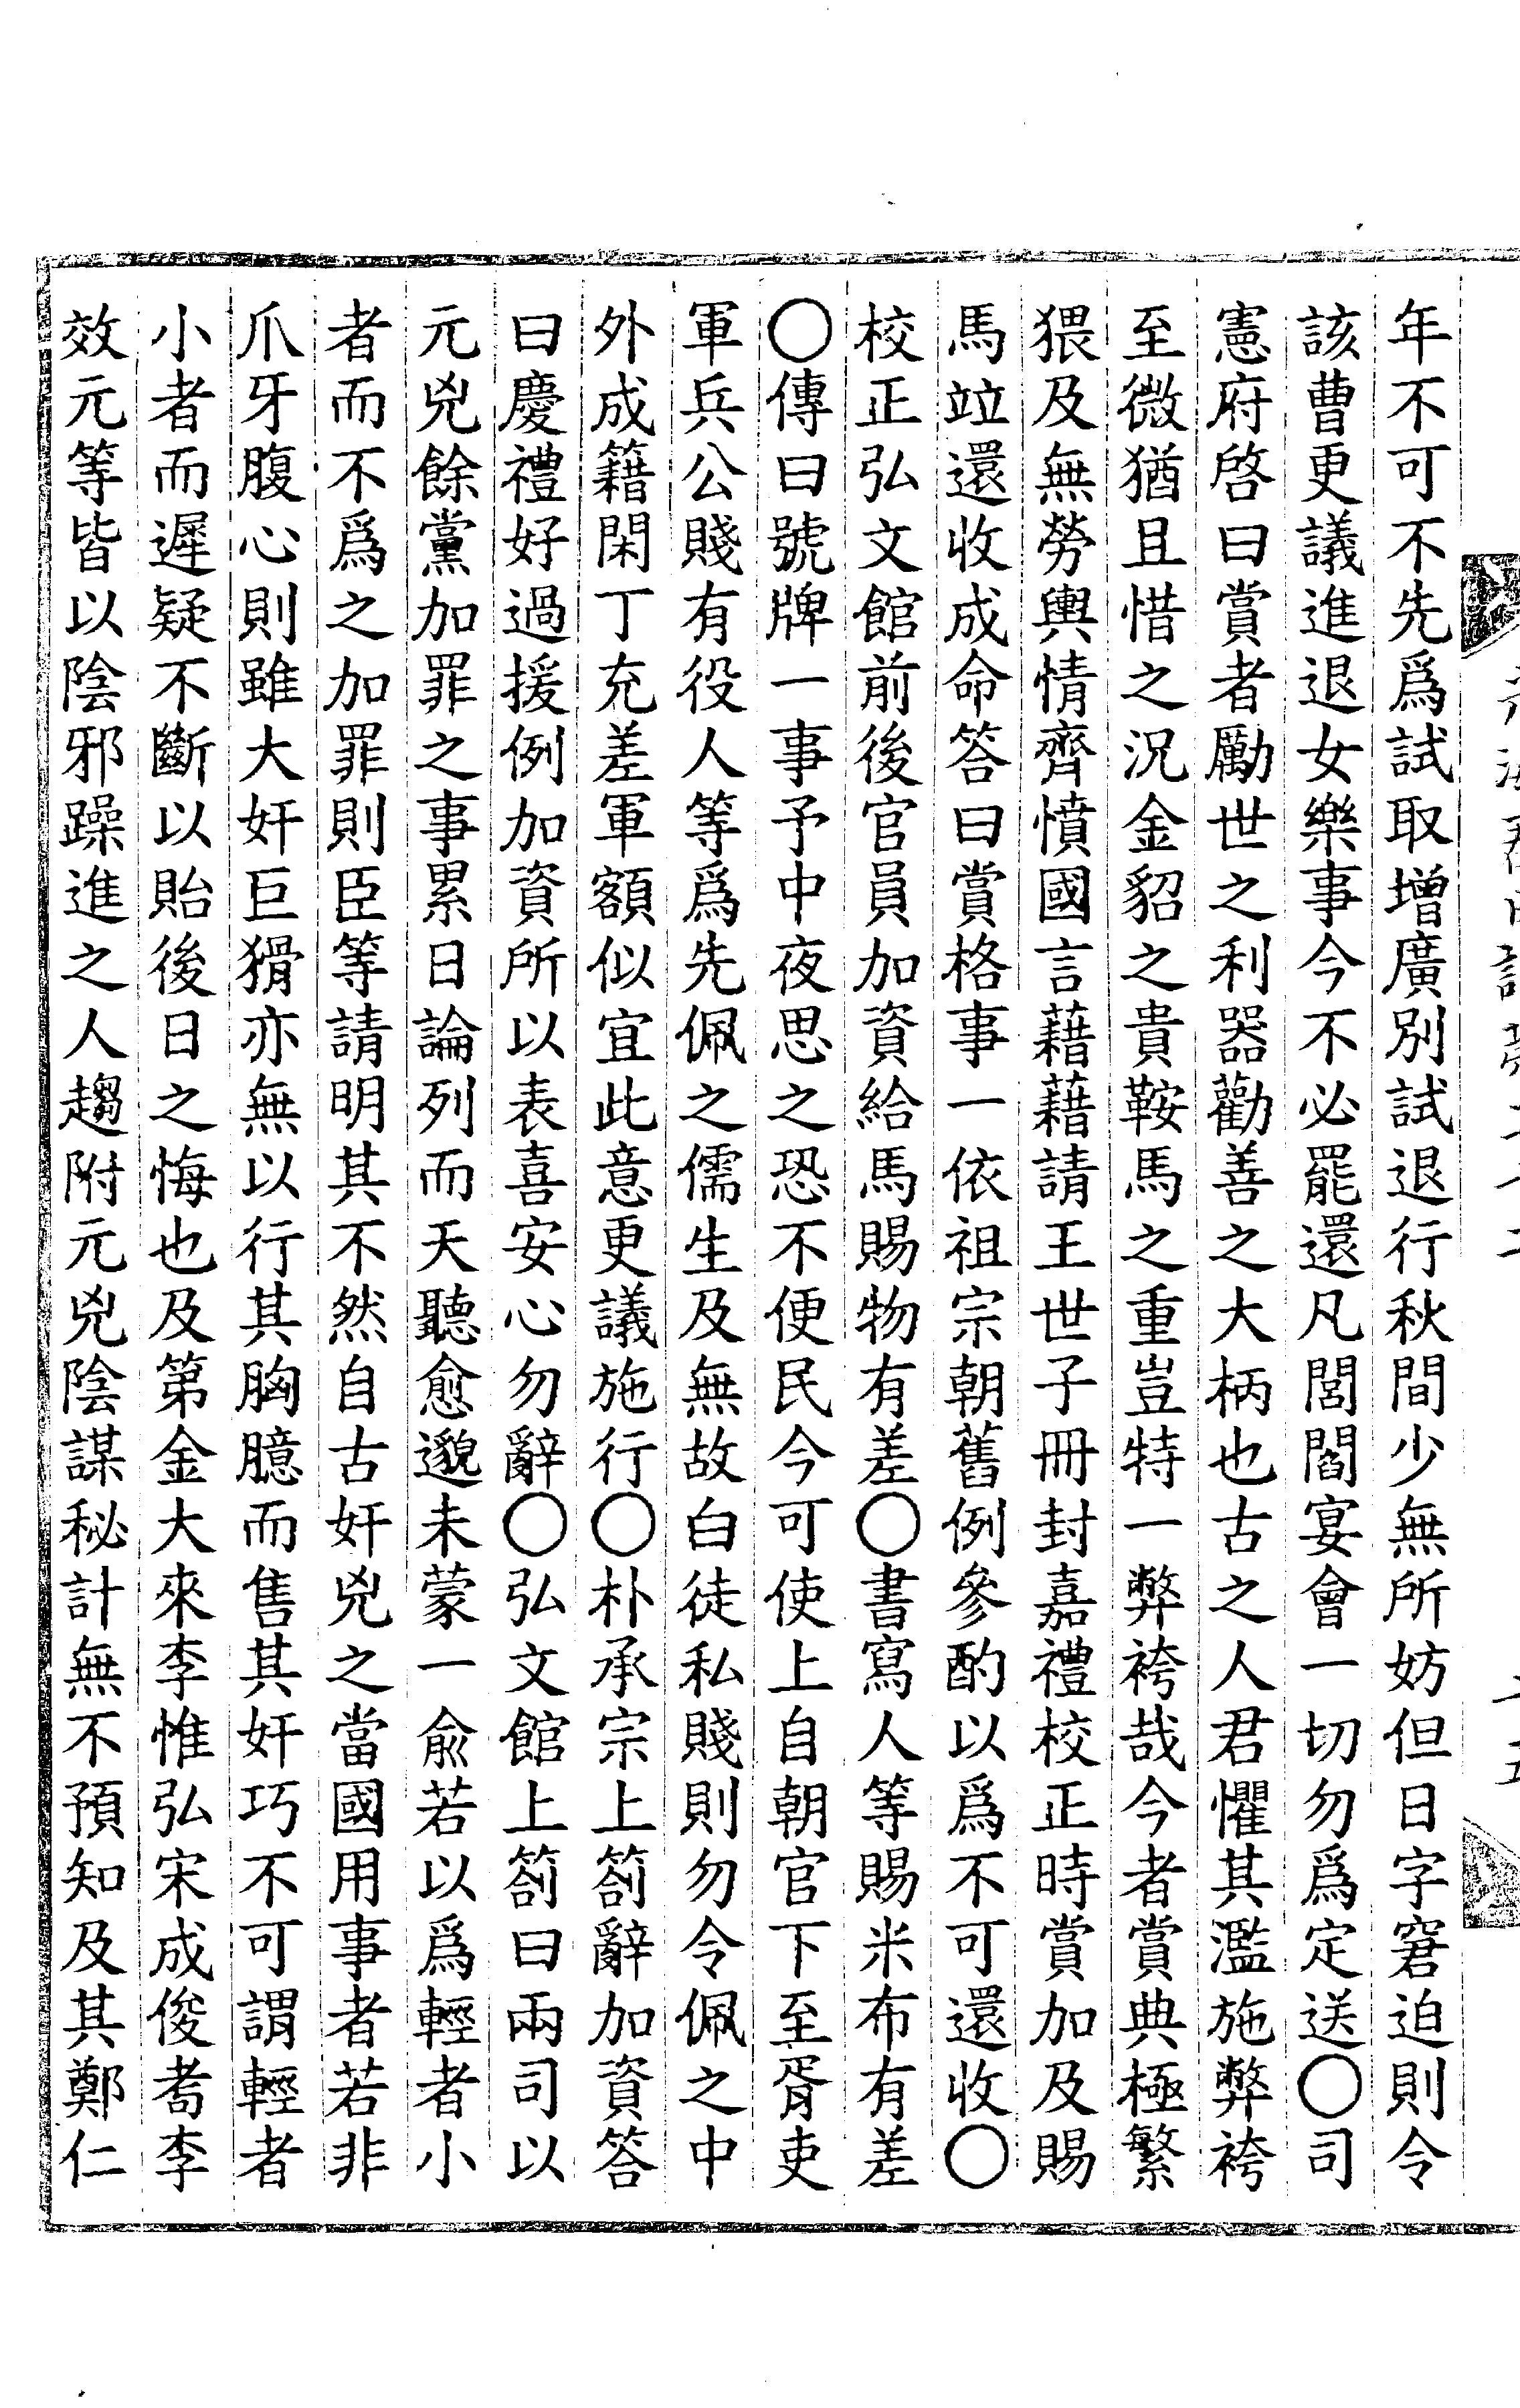 年不可不先爲試取增廣別試退行秋間少無所妨但日字窘迫則令
該曹更議進退女樂事今不必罷還凡閭閻宴會一切勿爲定送○司
憲府啓曰賞者勵世之利器勸善之大柄也古之人君懼其濫施弊袴
至微猶且惜之況金貂之貴鞍馬之重豈特一弊袴哉今者賞典極繁
猥及無勞輿情齊憤國言藉藉請王世子冊封嘉禮校正時賞加及賜
馬竝還收成命答曰賞格事一依祖宗朝舊例參酌以爲不可還收○
校正弘文館前後官員加資給馬賜物有差○書寫人等賜米布有差
○傳曰號牌一事予中夜思之恐不便民今可使上自朝官下至胥吏
軍兵公賤有役人等爲先佩之儒生及無故白徒私賤則勿令佩之中
外成籍閑丁充差軍額似宜此意更議施行○朴承宗上箚辭加資答
曰慶禮好過援例加資所以表喜安心勿辭○弘文館上箚曰兩司以
元兇餘黨加罪之事累日論列而天聽愈邈未蒙一兪若以爲輕者小
者而不爲之加罪則臣等請明其不然自古奸兇之當國用事者若非
爪牙腹心則雖大奸巨猾亦無以行其胸臆而售其奸巧不可謂輕者
小者而遲疑不斷以貽後日之悔也及第金大來李惟弘宋成俊耇李
效元等皆以陰邪躁進之人趨附元兇陰謀秘計無不預知及其鄭仁